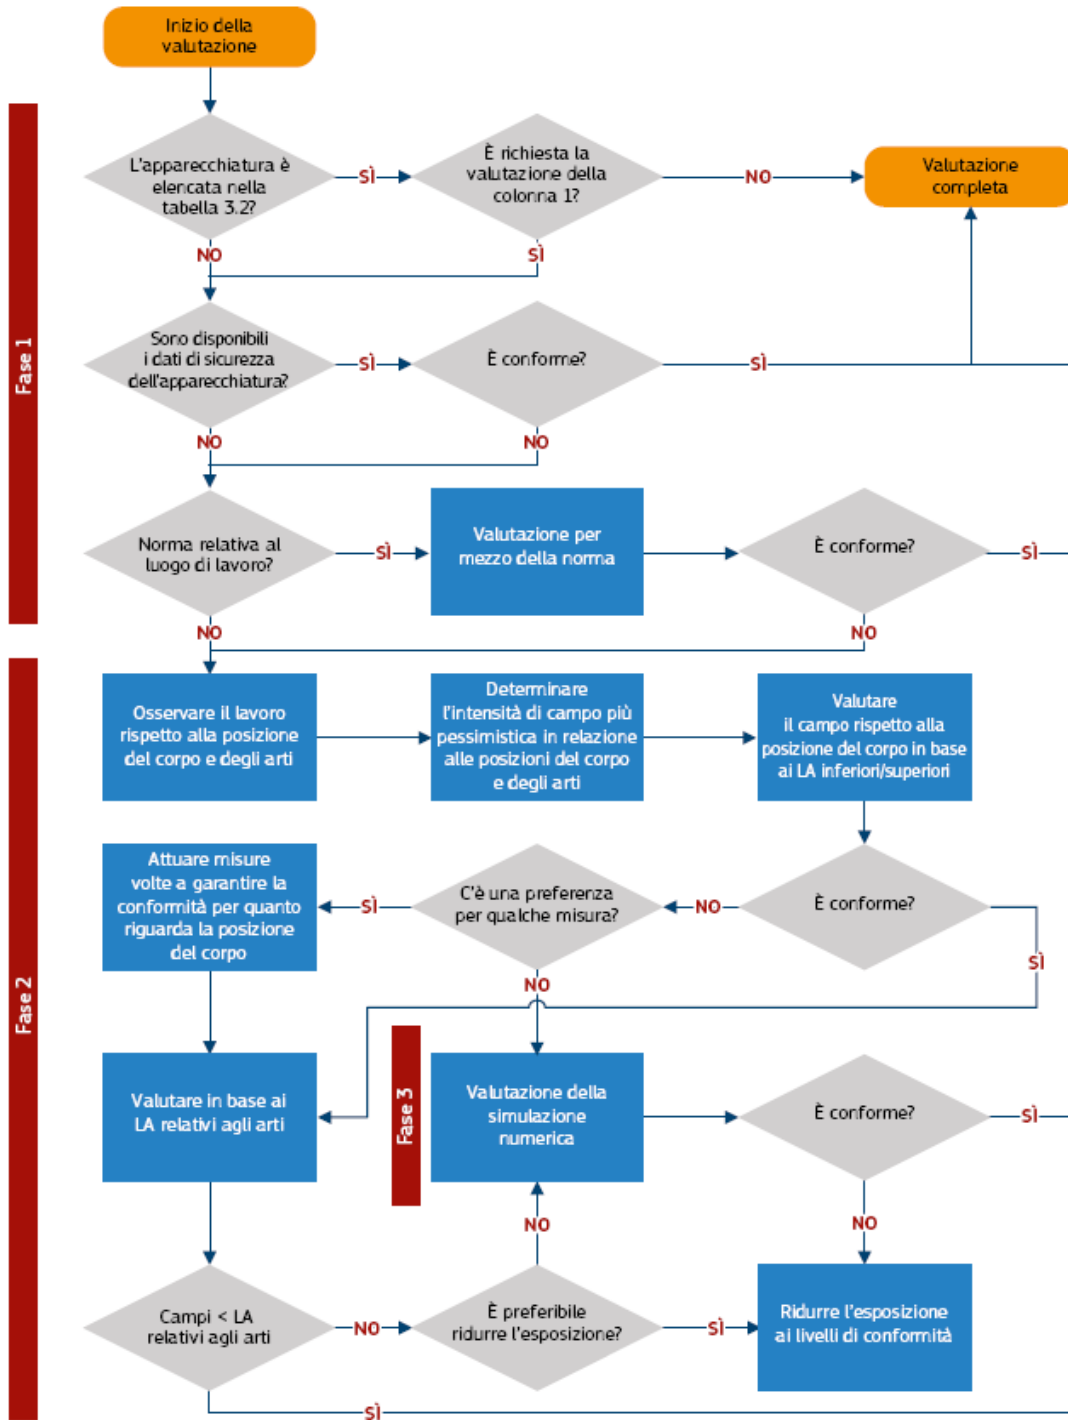 Inizio della
valutazione
Fase 1
L'apparecchiatura è
elencata nella
tabella 3.2?
SÌ
È richiesta la
valutazione della
colonna 1?
NO
Valutazione
completa
NO
SÌ
Sono disponibili
i dati di sicurezza
dell'apparecchiatura?
SÌ
È conforme?
SÌ
NO
NO
Norma relativa al
luogo di lavoro?
SÌ
Valutazione per
mezzo della norma
È conforme?
SÌ
NO
NO
Fase 2
Osservare il lavoro
rispetto alla posizione
del corpo e degli arti
Determinare
l'intensità di campo più
pessimistica in relazione
alle posizioni del corpo
e degli arti
Valutare
il campo rispetto alla
posizione del corpo in base
ai LA inferiori/superiori
Attuare misure
volte a garantire la
conformità per quanto
riguarda la posizione
del corpo
SÌ
C'è una preferenza
per qualche misura?
NO
È conforme?
SÌ
NO
Valutare in base ai
LA relativi agli arti
Fase 3
Valutazione della
simulazione
numerica
È conforme?
SÌ
NO
NO
Campi < LA
relativi agli arti
NO
È preferibile
ridurre l'esposizione?
SÌ
Ridurre l'esposizione
ai livelli di conformità
SÌ